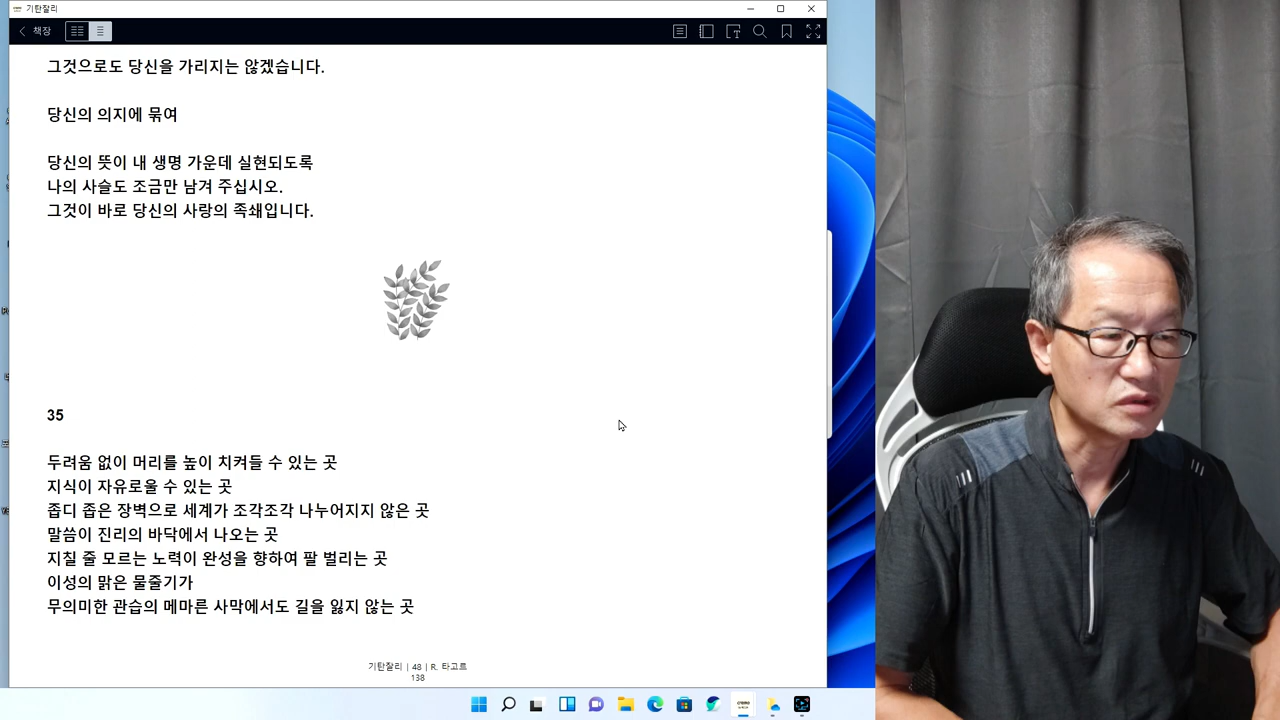 기탄잘리
책장
그것으로도 당신을 가리지는 않겠습니다.
당신의 의지에 묶여
당신의 뜻이 내 생명 가운데 실현되도록
나의 사슬도 조금만 남겨 주십시오.
그것이 바로 당신의 사랑의 족쇄입니다.
35
두려움 없이 머리를 높이 치켜들 수 있는 곳
지식이 자유로울 수 있는 곳
좁디 좁은 장벽으로 세계가 조각조각 나누어지지 않은 곳
말씀이 진리의 바닥에서 나오는 곳
지칠 줄 모르는 노력이 완성을 향하여 팔 벌리는 곳
이성의 맑은 물줄기가
무의미한 관습의 메마른 사막에서도 길을 잃지 않는 곳
기탄잘리 | 48 | R. 타고르
138